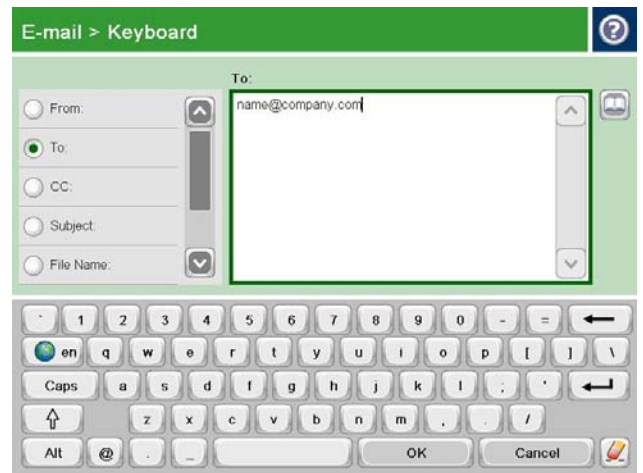 E-mail > Keyboard
?
To:
From:
name@company.com
To:
CC:
Subject:
File Name:
` 1 2 3 4 5 6 7 8 9 0 - =
en q w e r t y u i o p [ ] \
Caps a s d f g h j k l ; '
z x c v b n m , . /
Alt @ . _ OK Cancel